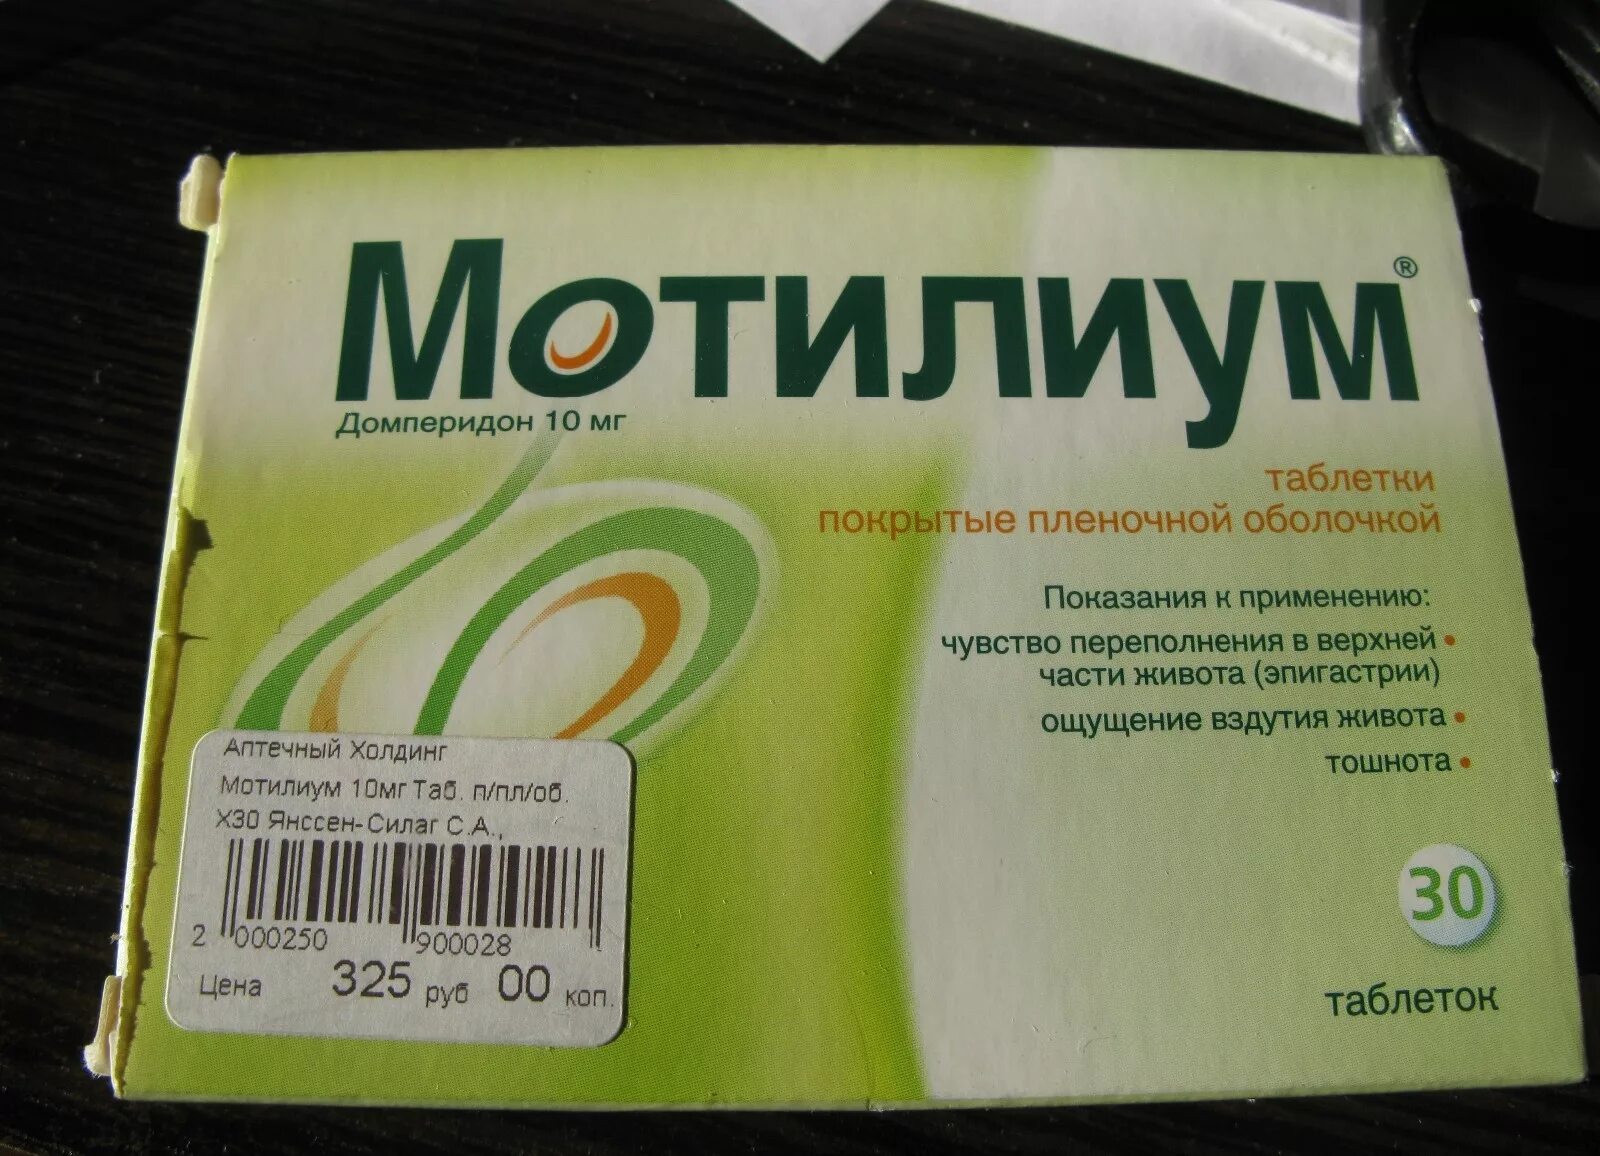 Мотилиум®
Домперидон 10 мг
таблетки
покрытые пленочной оболочкой
Показания к применению:
чувство переполнения в верхней •
части живота (эпигастрии)
ощущение вздутия живота •
тошнота •
30
таблеток
Аптечный Холдинг
Мотилиум 10мг Таб. п/пл/об.
Х30 Янссен-Силаг С.А.,
2 000250 900028
Цена 325 руб 00 коп.